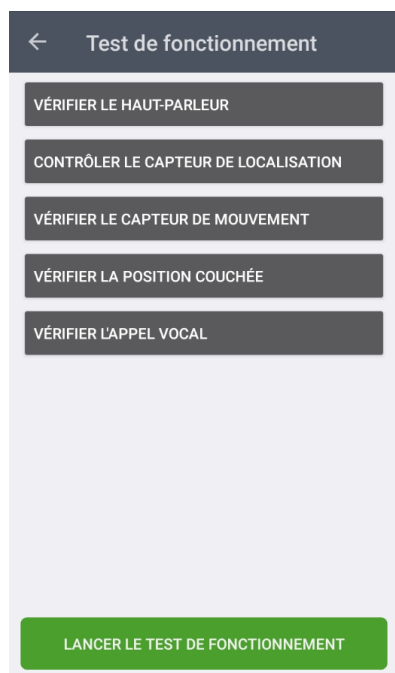 Test de fonctionnement
VÉRIFIER LE HAUT-PARLEUR
CONTRÔLER LE CAPTEUR DE LOCALISATION
VÉRIFIER LE CAPTEUR DE MOUVEMENT
VÉRIFIER LA POSITION COUCHÉE
VÉRIFIER L'APPEL VOCAL
LANCER LE TEST DE FONCTIONNEMENT